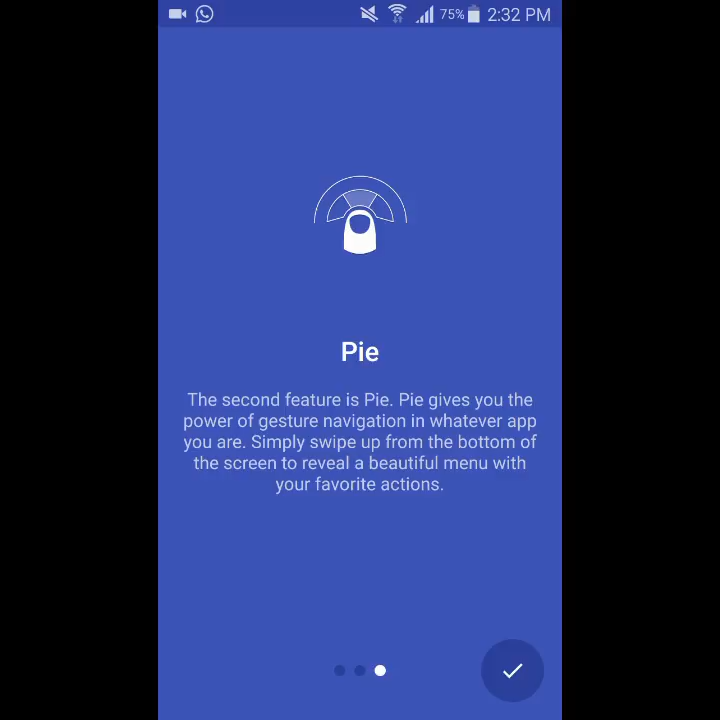 75% 2:32 PM
Pie
The second feature is Pie. Pie gives you the
power of gesture navigation in whatever app
you are. Simply swipe up from the bottom of
the screen to reveal a beautiful menu with
your favorite actions.